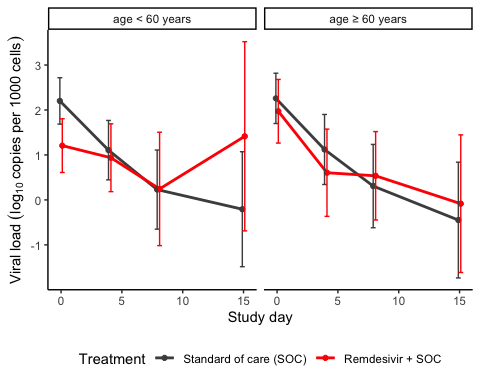 age < 60 years
age ≥ 60 years
Viral load (log₁₀ copies per 1000 cells)
3
2
1
0
-1
0 5 10 15
0 5 10 15
Study day
Treatment Standard of care (SOC) Remdesivir + SOC